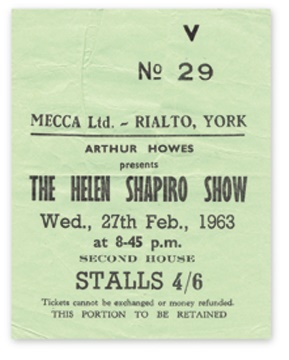 V
No 29
MECCA Ltd. - RIALTO, YORK
ARTHUR HOWES
presents
THE HELEN SHAPIRO SHOW
Wed., 27th Feb., 1963
at 8-45 p.m.
SECOND HOUSE
STALLS 4/6
Tickets cannot be exchanged or money refunded.
THIS PORTION TO BE RETAINED